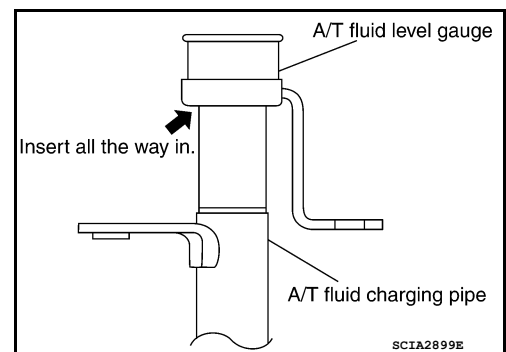 A/T fluid level gauge
Insert all the way in.
A/T fluid charging pipe
SCIA2899E